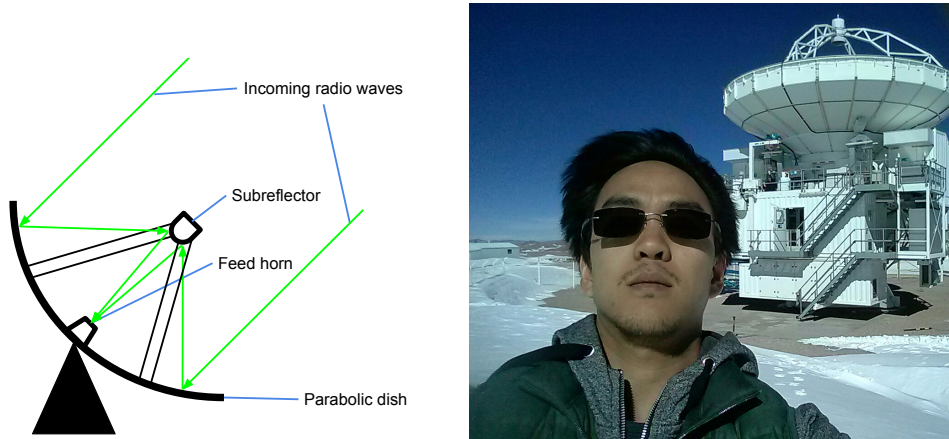 Incoming radio waves
Subreflector
Feed horn
Parabolic dish